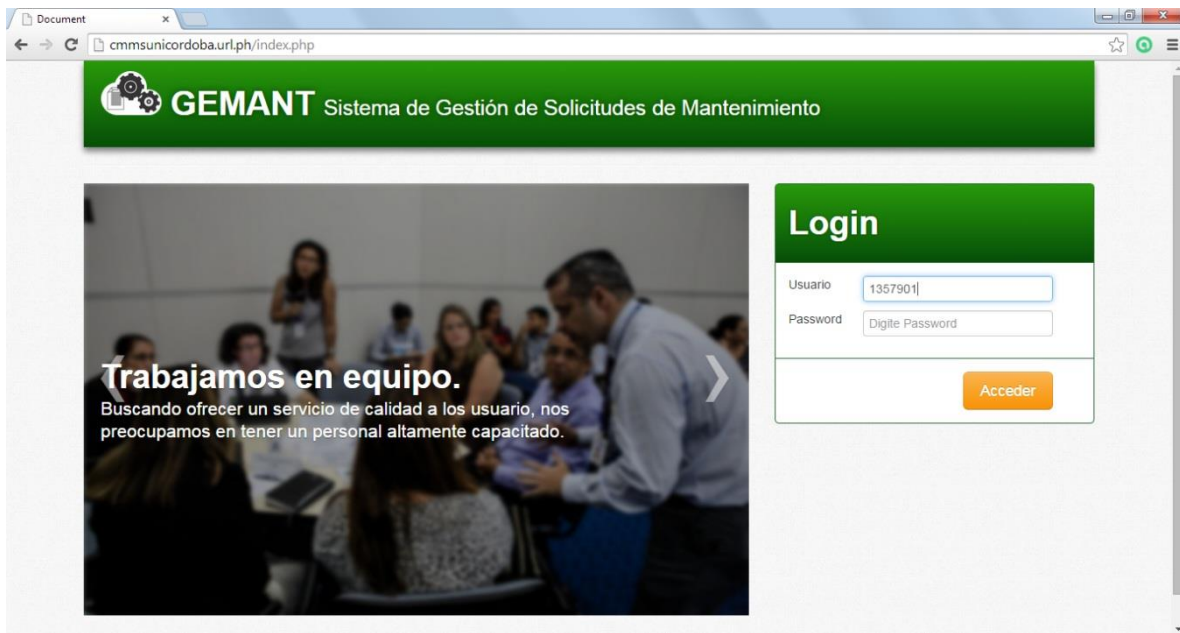 Document
cmmsunicordoba.url.ph/index.php
GEMANT Sistema de Gestión de Solicitudes de Mantenimiento
Trabajamos en equipo.
Buscando ofrecer un servicio de calidad a los usuario, nos
preocupamos en tener un personal altamente capacitado.
Login
Usuario 1357901
Password Digite Password
Acceder